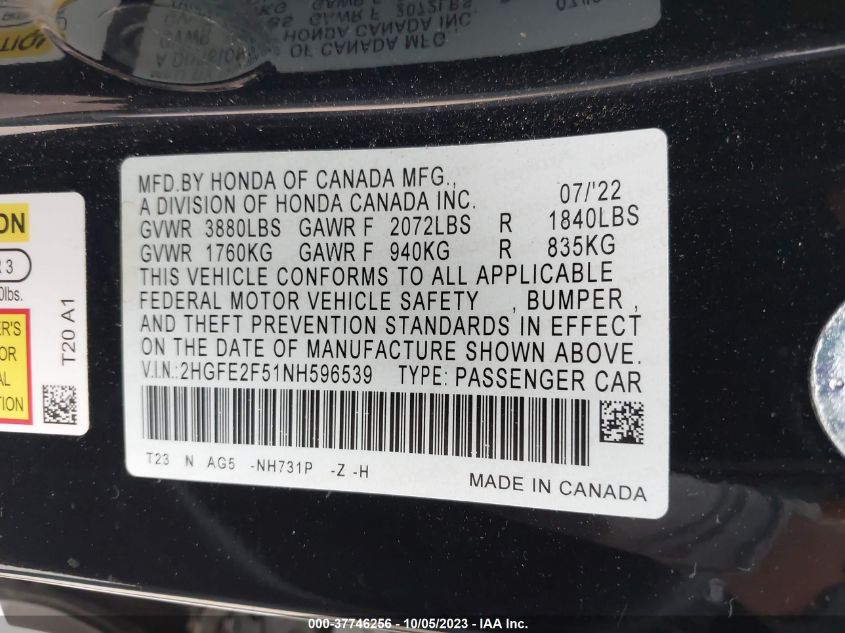 MFD.BY HONDA OF CANADA MFG.,
A DIVISION OF HONDA CANADA INC. 07/'22
GVWR 3880LBS GAWR F 2072LBS R 1840LBS
GVWR 1760KG GAWR F 940KG R 835KG
THIS VEHICLE CONFORMS TO ALL APPLICABLE
FEDERAL MOTOR VEHICLE SAFETY , BUMPER ,
AND THEFT PREVENTION STANDARDS IN EFFECT
ON THE DATE OF MANUFACTURE SHOWN ABOVE.
V.I.N.:2HGFE2F51NH596539 TYPE: PASSENGER CAR
T23 N AG5 -NH731P -Z -H
MADE IN CANADA
T20 A1
000-37746256 - 10/05/2023 - IAA Inc.